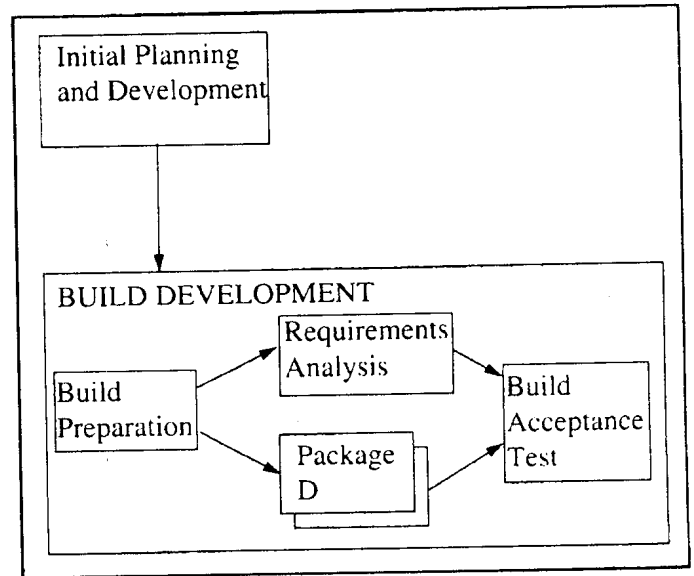 Initial Planning
and Development
BUILD DEVELOPMENT
Build
Preparation
Requirements
Analysis
Package
D
Build
Acceptance
Test